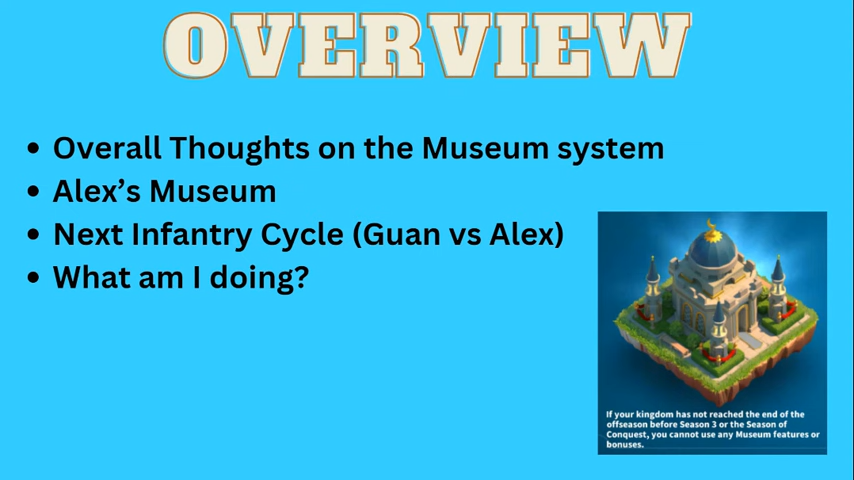 OVERVIEW
• Overall Thoughts on the Museum system
• Alex's Museum
• Next Infantry Cycle (Guan vs Alex)
• What am I doing?
If your kingdom has not reached the end of the
offseason before Season 3 or the Season of
Conquest, you cannot use any Museum features or
bonuses.